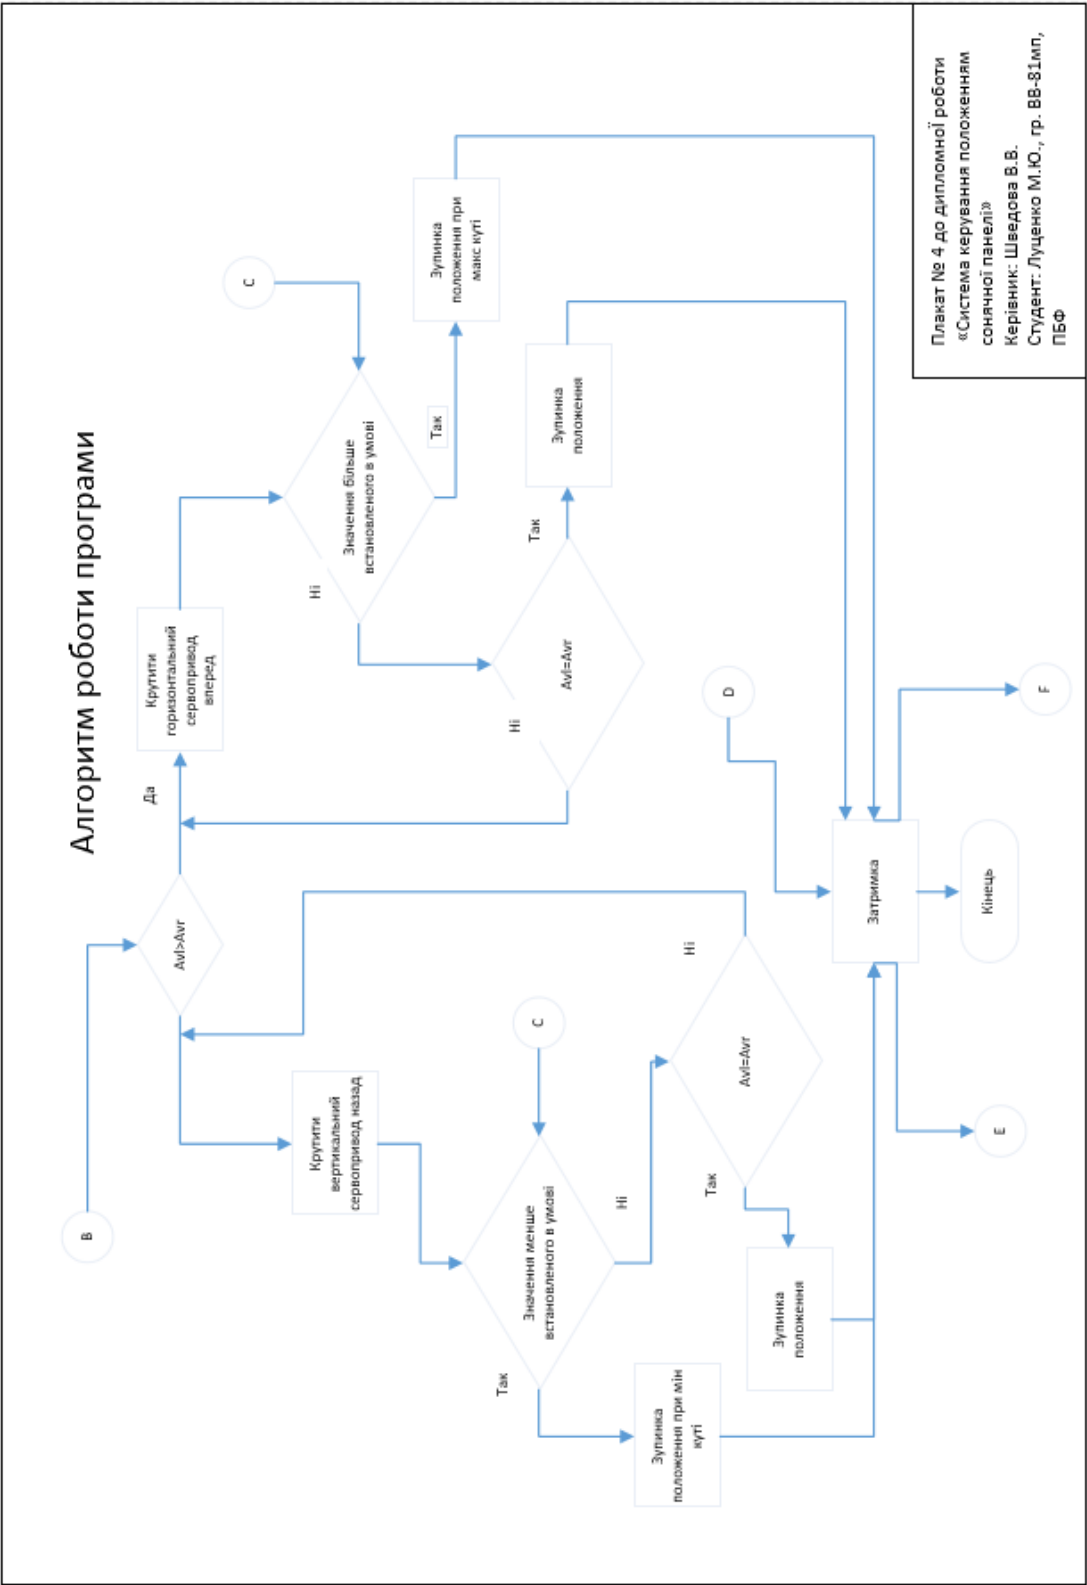 Алгоритм роботи програми
B
Avl>Avr
Да
Крутити
горизонтальний
сервопривод
вперед
C
Крутити
вертикальний
сервопривод назад
Значення більше
встановленого в умові
Ні
Так
Зупинка
положення при
макс куті
C
Значення менше
встановленого в умові
Так
Ні
Avl=Avr
Ні
Так
Зупинка
положення
Зупинка
положення при мін
куті
Avl=Avr
Так
Ні
Зупинка
положення
D
Затримка
E
Кінець
F
Плакат № 4 до дипломної роботи
«Система керування положенням
сонячної панелі»
Керівник: Шведова В.В.
Студент: Луценко М.Ю., гр. ВВ-81мп,
ПБФ